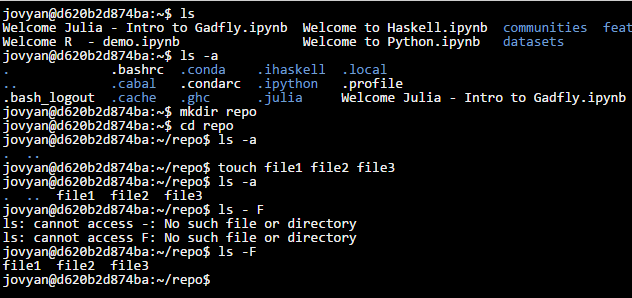 jovyan@d620b2d874ba:~$ ls
Welcome Julia - Intro to Gadfly.ipynb  Welcome to Haskell.ipynb  communities  feat
Welcome R  - demo.ipynb                Welcome to Python.ipynb   datasets
jovyan@d620b2d874ba:~$ ls -a
.             .bashrc  .conda    .ihaskell  .local
..            .cabal   .condarc  .ipython   .profile
.bash_logout  .cache   .ghc      .julia     Welcome Julia - Intro to Gadfly.ipynb
jovyan@d620b2d874ba:~$ mkdir repo
jovyan@d620b2d874ba:~$ cd repo
jovyan@d620b2d874ba:~/repo$ ls -a
.  ..
jovyan@d620b2d874ba:~/repo$ touch file1 file2 file3
jovyan@d620b2d874ba:~/repo$ ls -a
.  ..  file1  file2  file3
jovyan@d620b2d874ba:~/repo$ ls - F
ls: cannot access -: No such file or directory
ls: cannot access F: No such file or directory
jovyan@d620b2d874ba:~/repo$ ls -F
file1  file2  file3
jovyan@d620b2d874ba:~/repo$